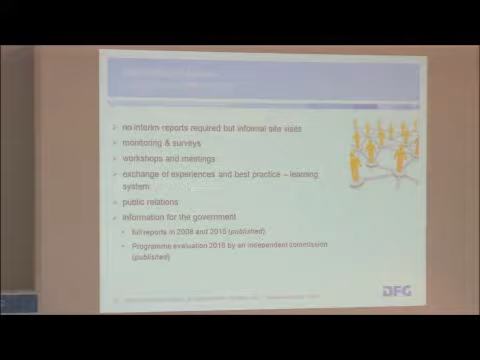 no interim reports required but informal site visits
monitoring & surveys
workshops and meetings
exchange of experiences and best practice – learning
system
public relations
information for the government
full reports in 2008 and 2015 (published)
Programme evaluation 2016 by an independent commission
(published)
DFG